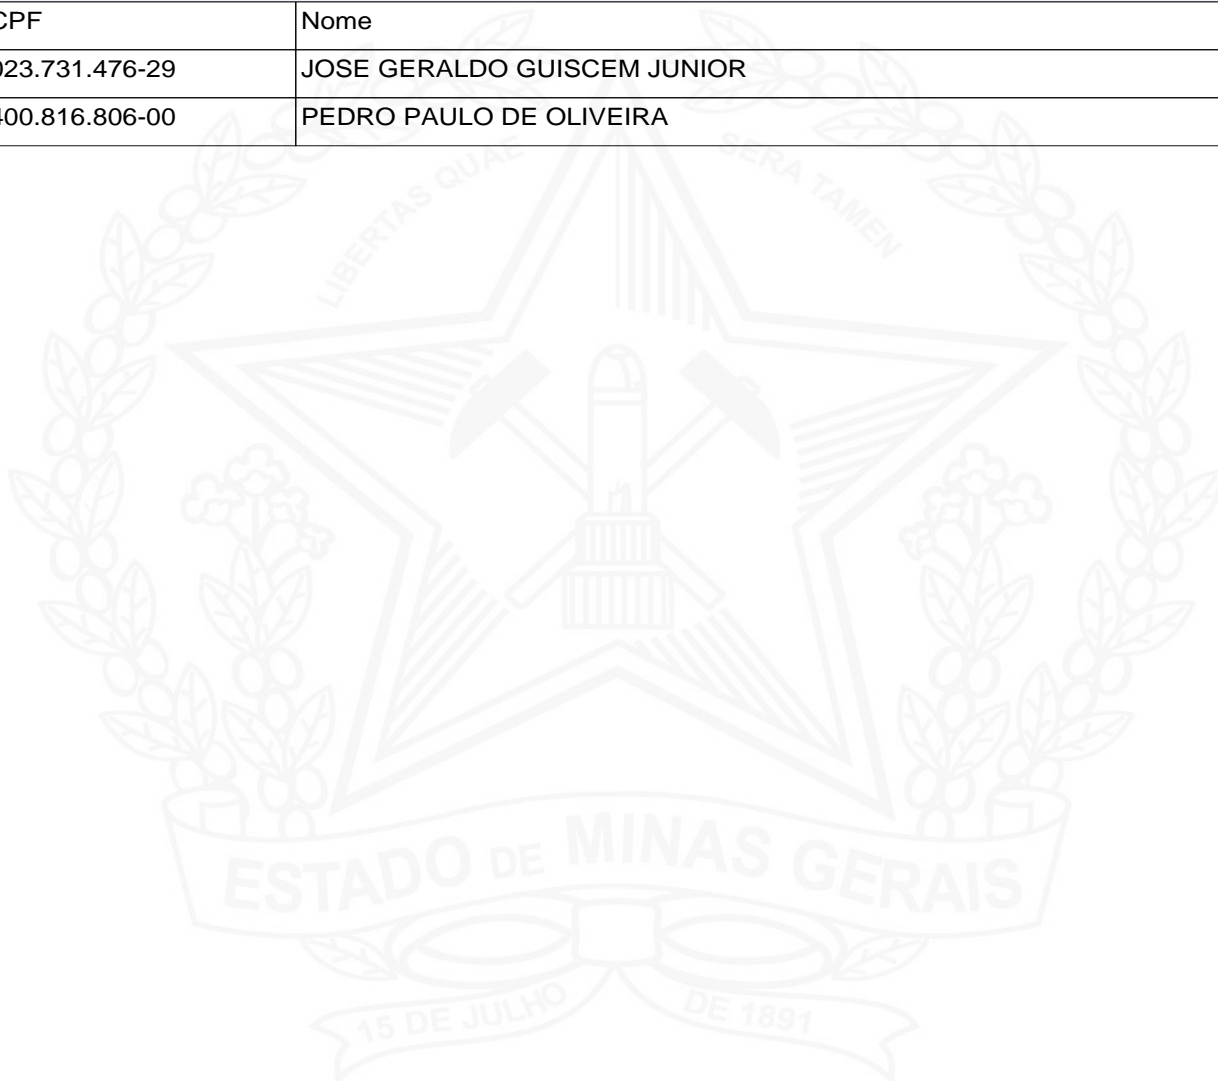 CPF Nome
023.731.476-29 JOSE GERALDO GUISCEM JUNIOR
400.816.806-00 PEDRO PAULO DE OLIVEIRA
LIBERTAS QUAE SERA TAMEN
ESTADO DE MINAS GERAIS
15 DE JULHO DE 1891